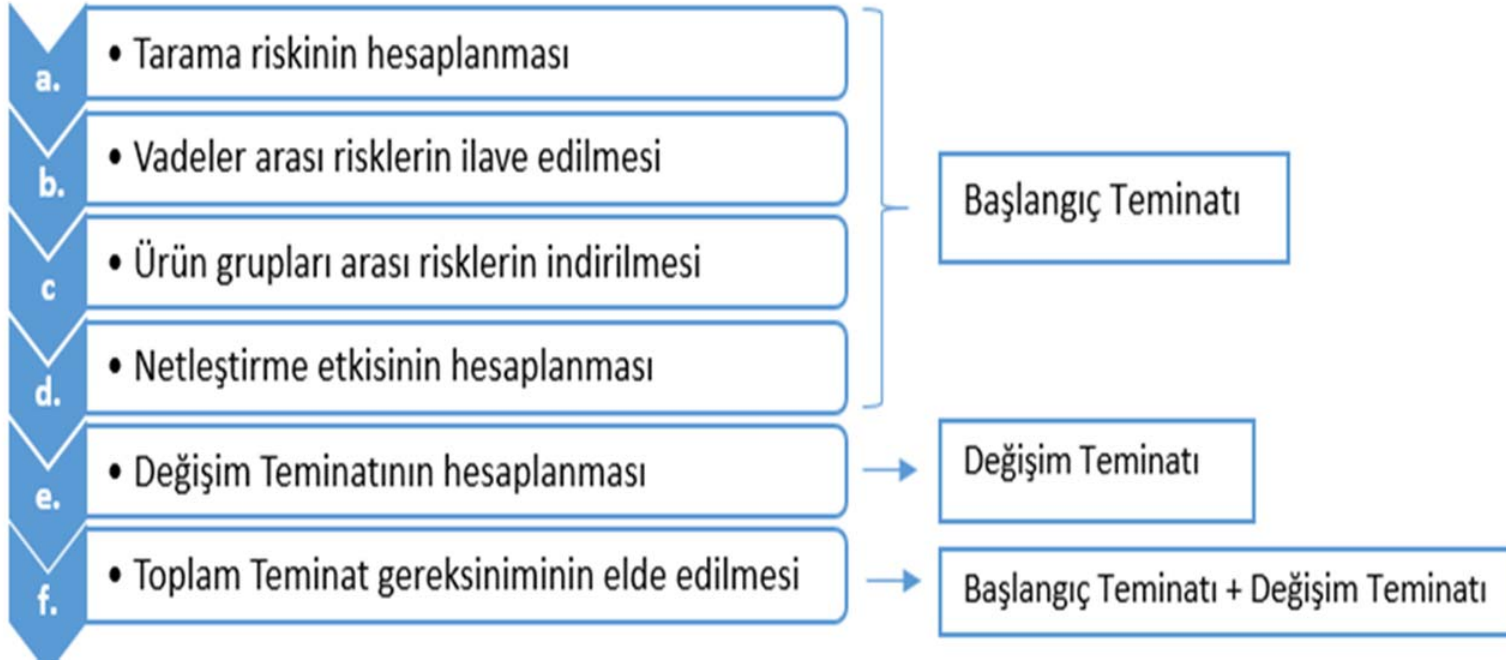 a.
• Tarama riskinin hesaplanması
b.
• Vadeler arası risklerin ilave edilmesi
c
• Ürün grupları arası risklerin indirilmesi
d.
• Netleştirme etkisinin hesaplanması
Başlangıç Teminatı
e.
• Değişim Teminatının hesaplanması
Değişim Teminatı
f.
• Toplam Teminat gereksiniminin elde edilmesi
Başlangıç Teminatı + Değişim Teminatı